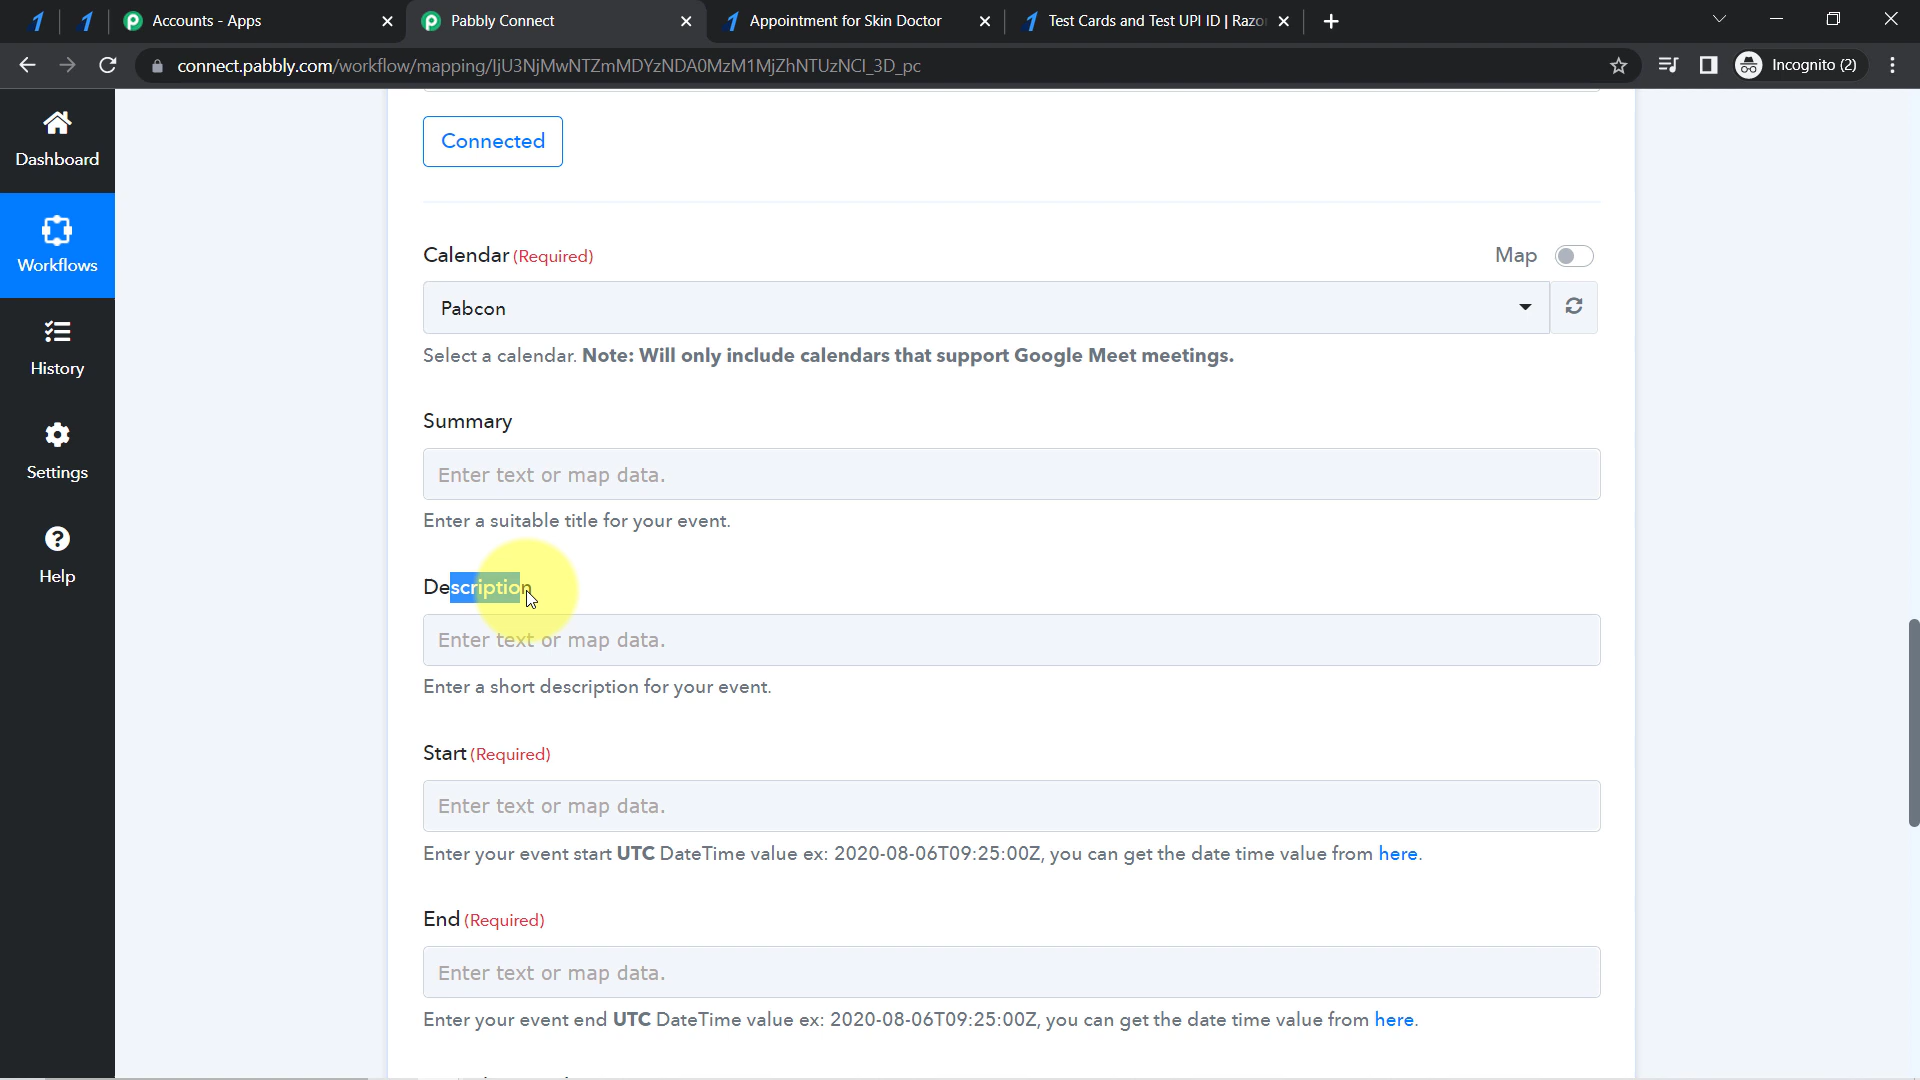 Accounts - Apps
Pabbly Connect
Appointment for Skin Doctor
Test Cards and Test UPI ID | Razo
connect.pabbly.com/workflow/mapping/IjU3NjMwNTZmMDYzNDA0MzM1MjZhNTUzNCI_3D_pc
Incognito (2)
Dashboard
Workflows
History
Settings
Help
Connected
Calendar (Required)
Map
Pabcon
Select a calendar. Note: Will only include calendars that support Google Meet meetings.
Summary
Enter text or map data.
Enter a suitable title for your event.
Description
Enter text or map data.
Enter a short description for your event.
Start (Required)
Enter text or map data.
Enter your event start UTC DateTime value ex: 2020-08-06T09:25:00Z, you can get the date time value from here.
End (Required)
Enter text or map data.
Enter your event end UTC DateTime value ex: 2020-08-06T09:25:00Z, you can get the date time value from here.